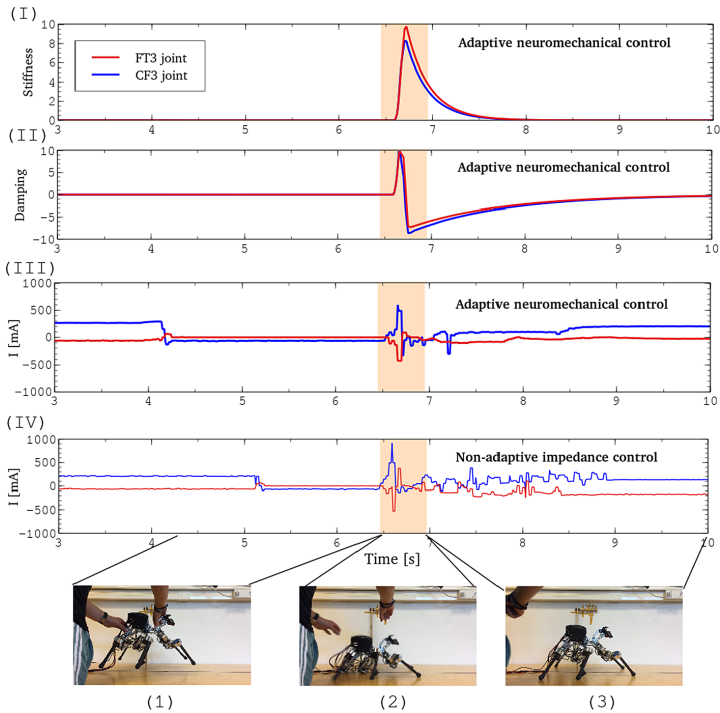 (I)
10
8
6
4
2
0
Stiffness
FT3 joint
CF3 joint
Adaptive neuromechanical control
3 4 5 6 7 8 9 10
(II)
10
5
0
-5
-10
Damping
Adaptive neuromechanical control
3 4 5 6 7 8 9 10
(III)
1000
500
0
-500
-1000
I [mA]
Adaptive neuromechanical control
3 4 5 6 7 8 9 10
(IV)
1000
500
0
-500
-1000
I [mA]
Non-adaptive impedance control
3 4 5 6 7 8 9 10
Time [s]
(1) (2) (3)